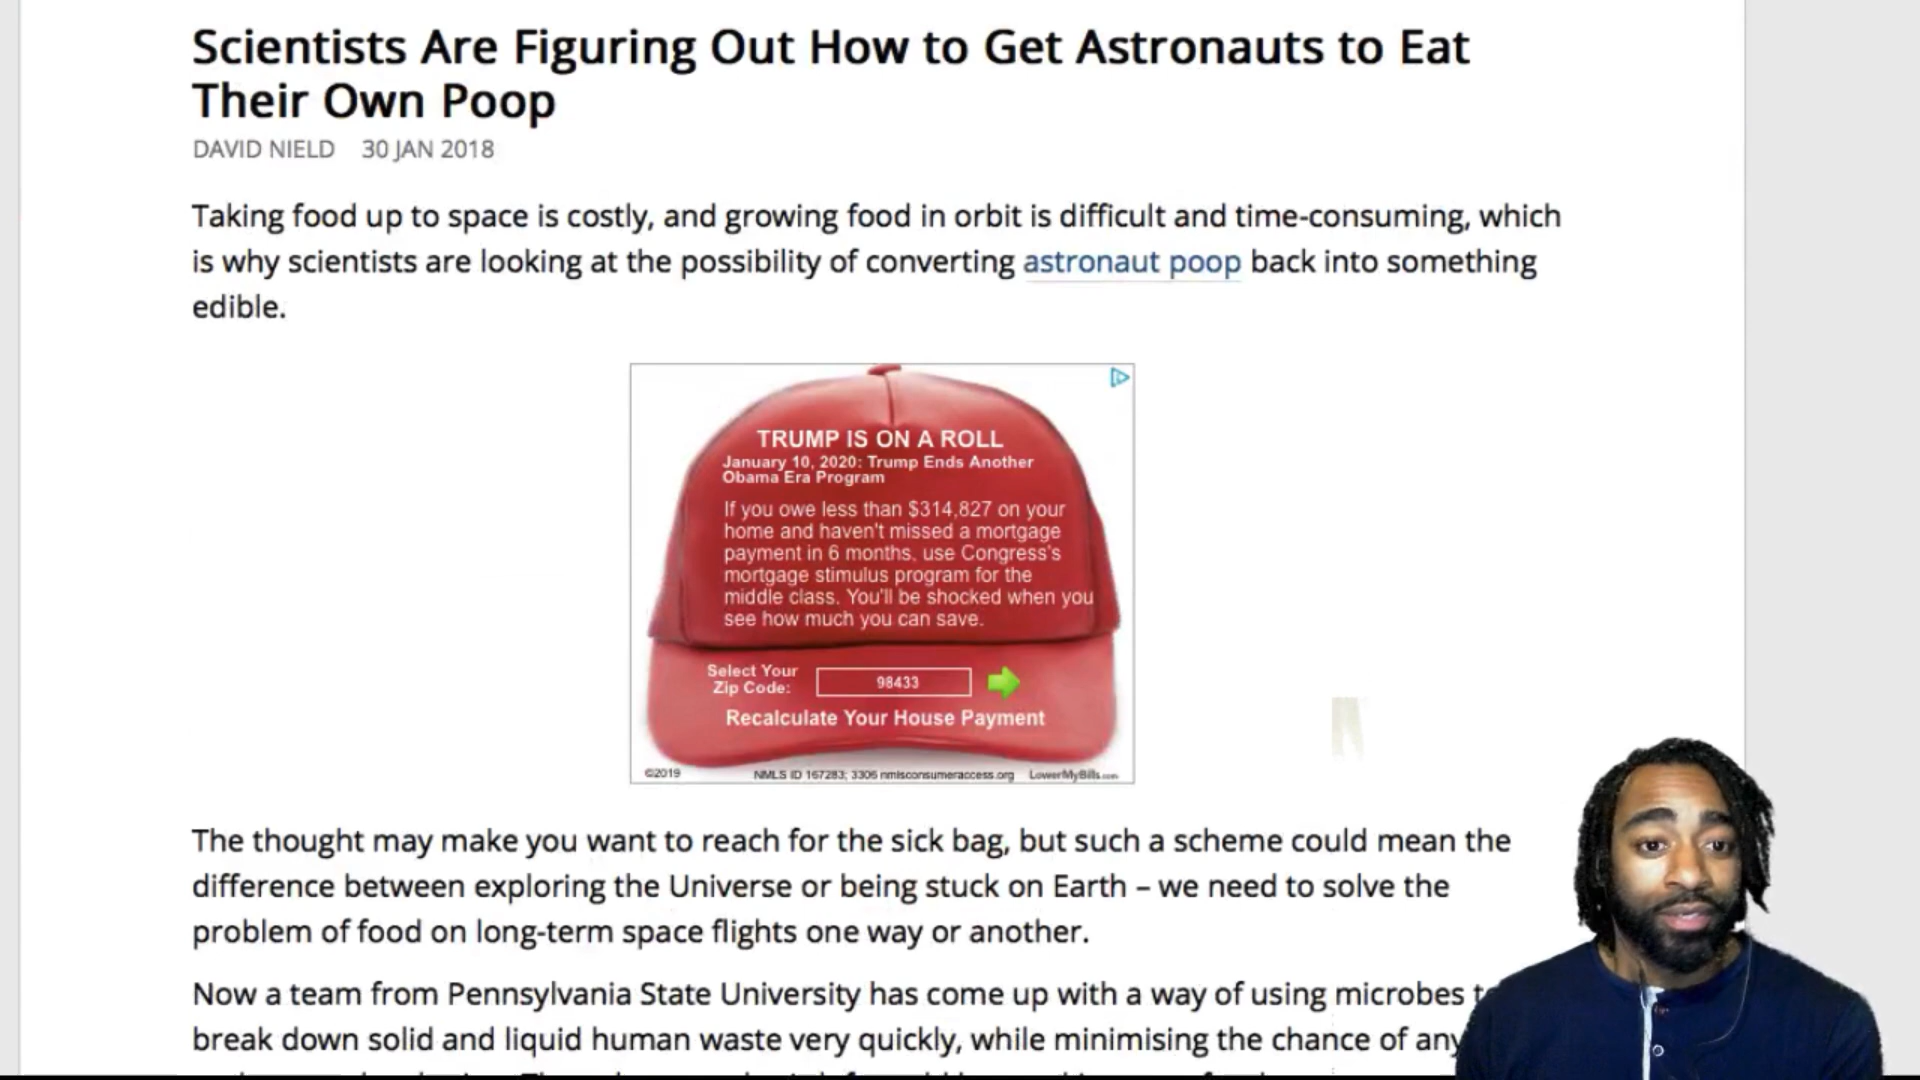 Scientists Are Figuring Out How to Get Astronauts to Eat
Their Own Poop
DAVID NIELD 30 JAN 2018
Taking food up to space is costly, and growing food in orbit is difficult and time-consuming, which
is why scientists are looking at the possibility of converting astronaut poop back into something
edible.
TRUMP IS ON A ROLL
January 10, 2020: Trump Ends Another
Obama Era Program
If you owe less than $314,827 on your
home and haven't missed a mortgage
payment in 6 months, use Congress's
mortgage stimulus program for the
middle class. You'll be shocked when you
see how much you can save.
Select Your
Zip Code:
98433
Recalculate Your House Payment
©2019 NMLS ID 167283; 3306 nmlsconsumeraccess.org LowerMyBills.com
The thought may make you want to reach for the sick bag, but such a scheme could mean the
difference between exploring the Universe or being stuck on Earth – we need to solve the
problem of food on long-term space flights one way or another.
Now a team from Pennsylvania State University has come up with a way of using microbes
break down solid and liquid human waste very quickly, while minimising the chance of any